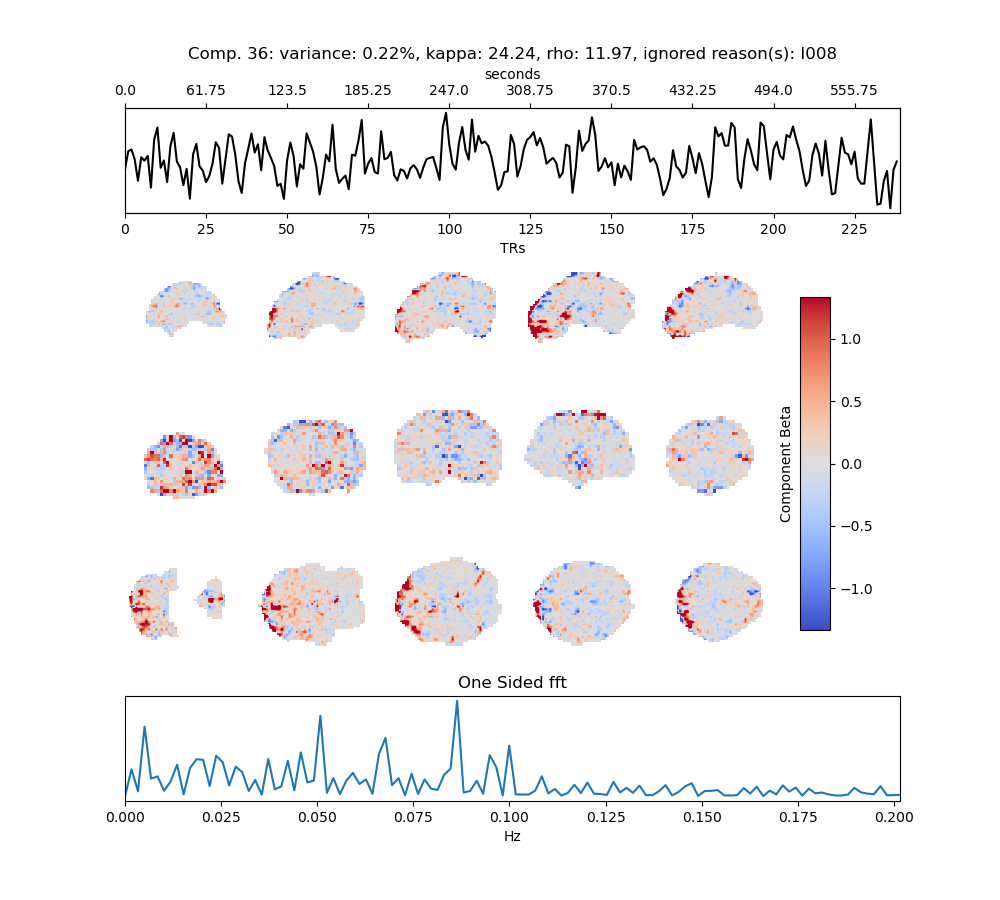 Comp. 36: variance: 0.22%, kappa: 24.24, rho: 11.97, ignored reason(s): I008
seconds
0.0 61.75 123.5 185.25 247.0 308.75 370.5 432.25 494.0 555.75
0 25 50 75 100 125 150 175 200 225
TRs
1.0
0.5
0.0
−0.5
−1.0
Component Beta
One Sided fft
0.000 0.025 0.050 0.075 0.100 0.125 0.150 0.175 0.200
Hz